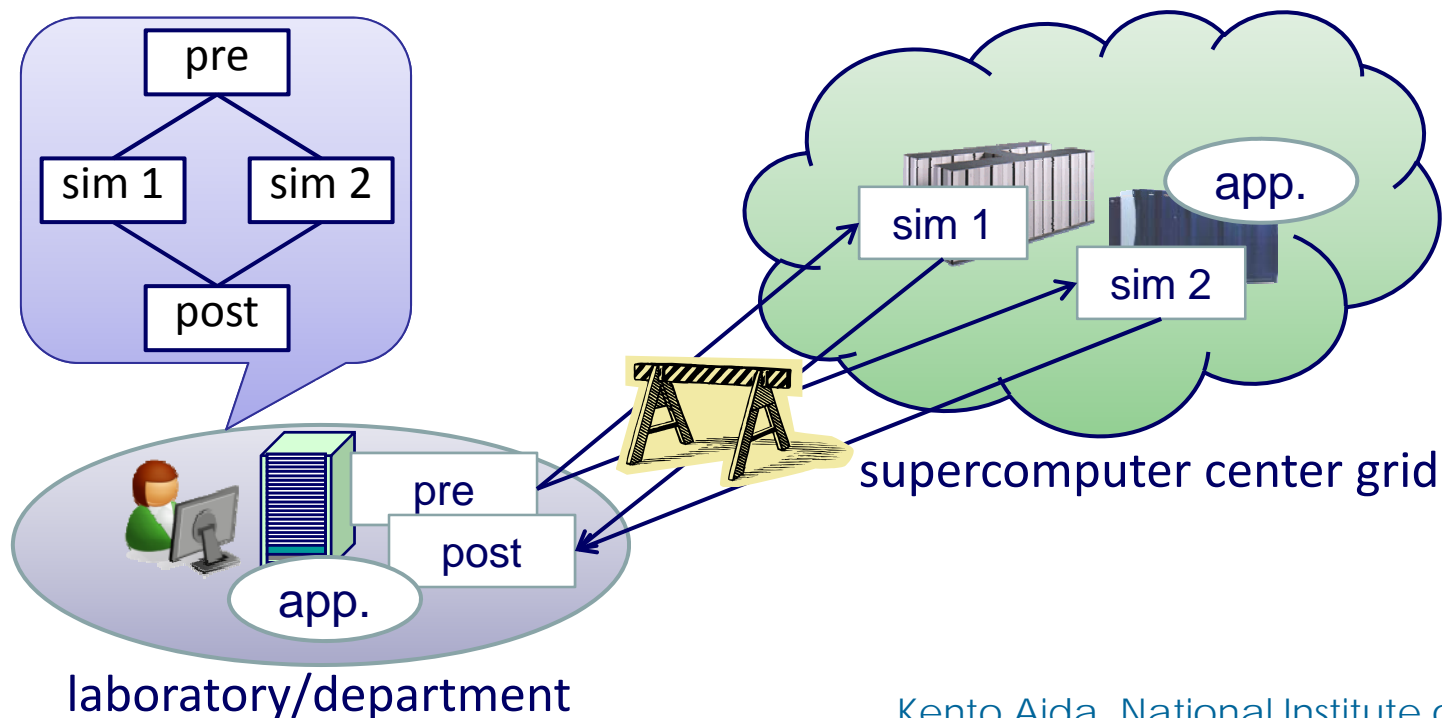 pre
sim 1
sim 2
post
sim 1
app.
sim 2
supercomputer center grid
pre
post
app.
laboratory/department
Kento Aida, National Institute